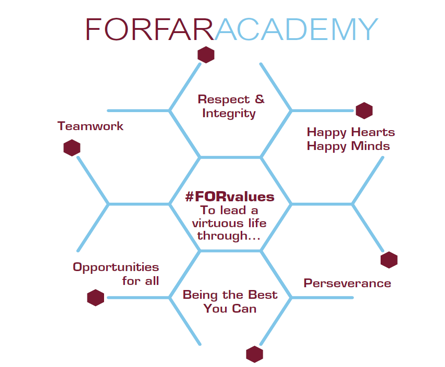 FORFARACADEMY
Respect &
Integrity
Teamwork
Happy Hearts
Happy Minds
#FORvalues
To lead a
virtuous life
through...
Opportunities
for all
Perseverance
Being the Best
You Can